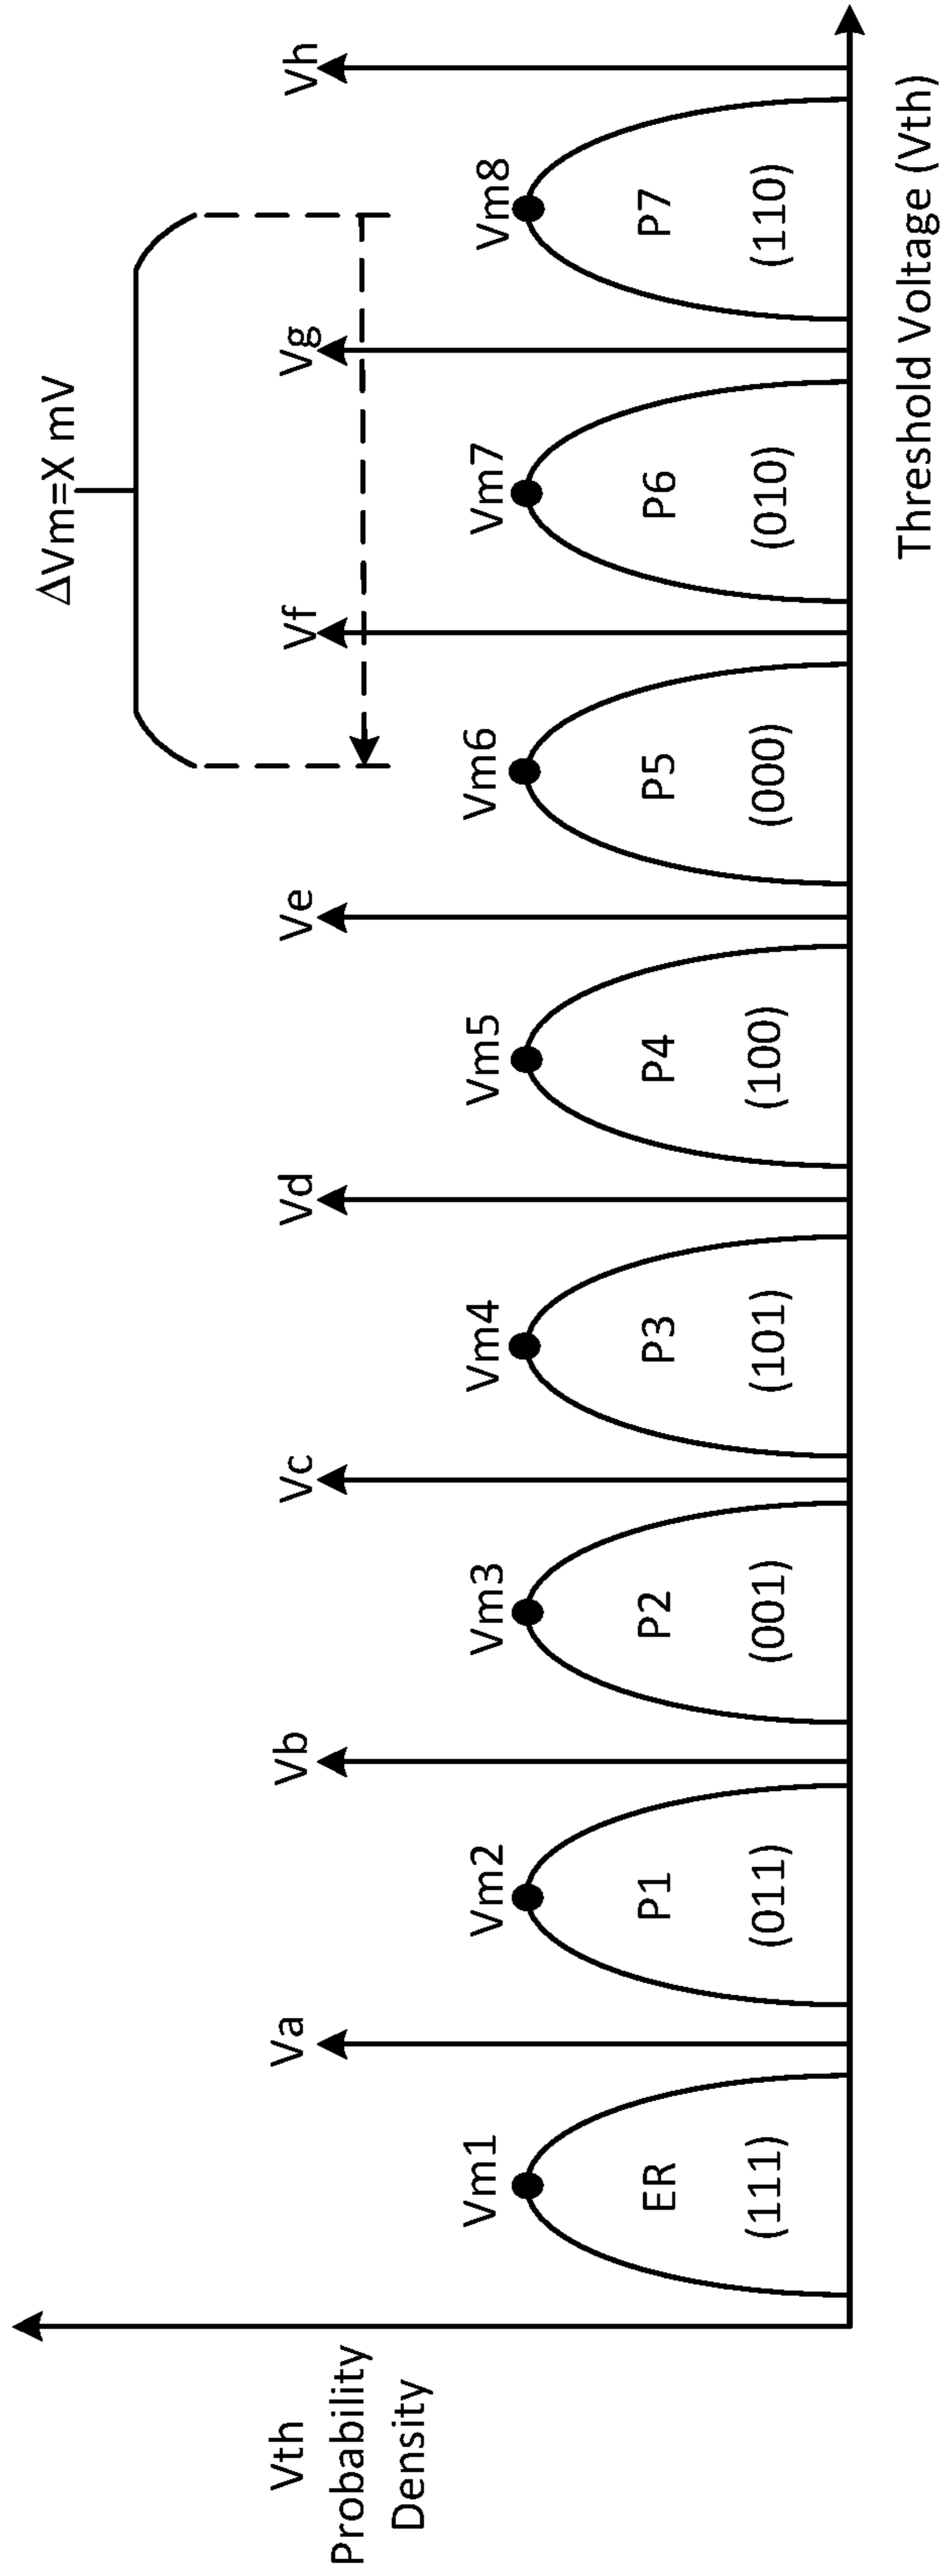 ΔVm=X mV
Vth
Probability
Density
Va
Vb
Vc
Vd
Ve
Vf
Vg
Vh
Vm1
Vm2
Vm3
Vm4
Vm5
Vm6
Vm7
Vm8
ER
P1
P2
P3
P4
P5
P6
P7
(111)
(011)
(001)
(101)
(100)
(000)
(010)
(110)
Threshold Voltage (Vth)